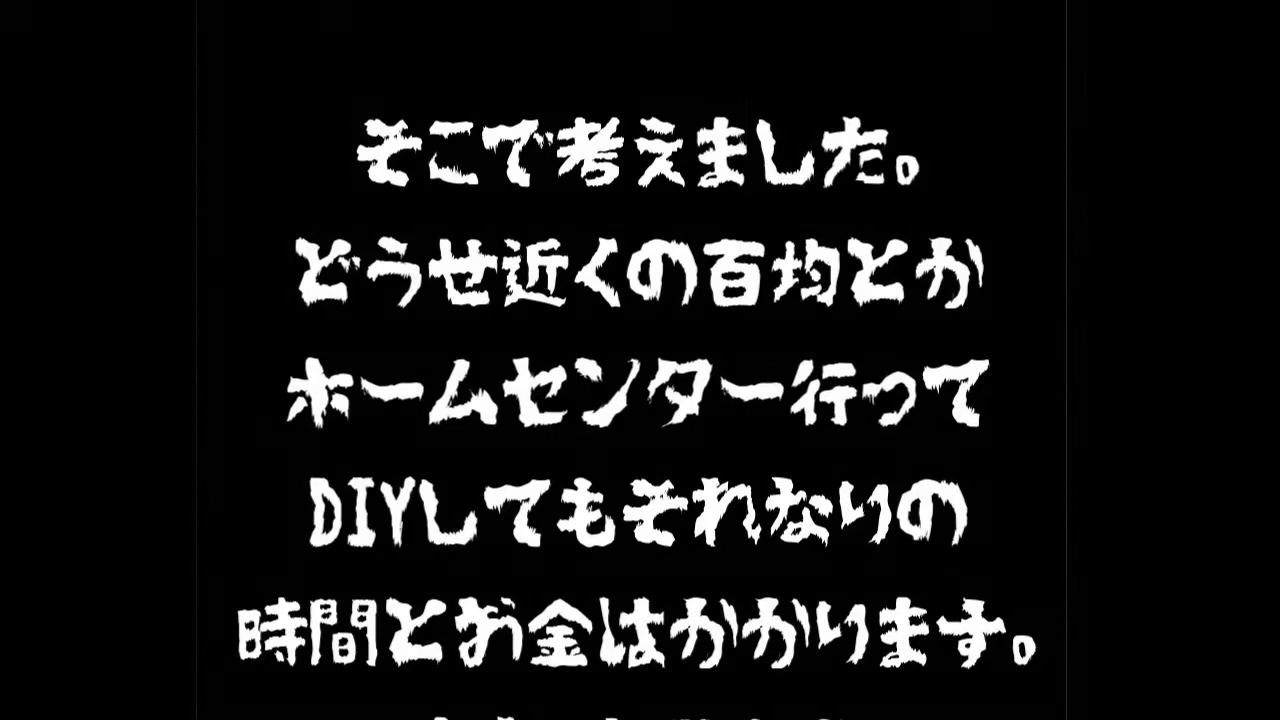 そこで考えました。
どうせ近くの百均とか
ホームセンター行って
DIYしてもそれなりの
時間とお金はかかります。